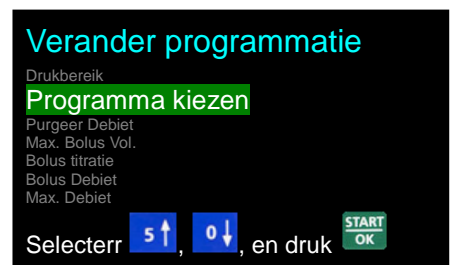 Verander programmatie
Drukbereik
Programma kiezen
Purgeer Debiet
Max. Bolus Vol.
Bolus titratie
Bolus Debiet
Max. Debiet
Selecterr 5↑, 0↓, en druk START OK